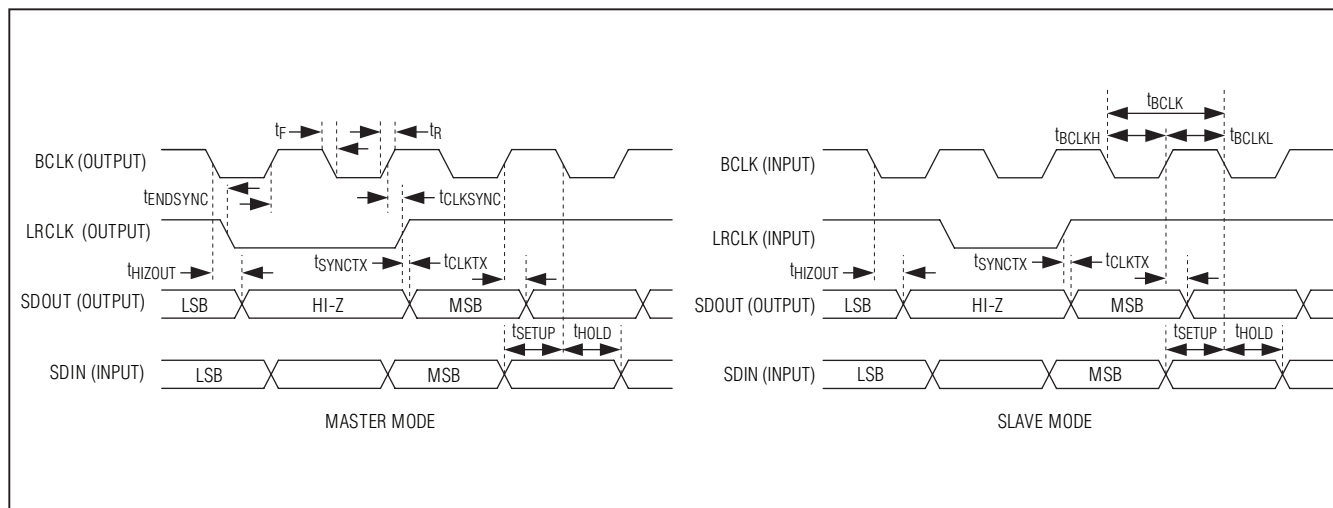 tF
tR
BCLK (OUTPUT)
tENDSYNC
tCLKSYNC
LRCLK (OUTPUT)
tHIZOUT
tSYNCTX
tCLKTX
SDOUT (OUTPUT)
LSB
HI-Z
MSB
tSETUP
tHOLD
SDIN (INPUT)
LSB
MSB
MASTER MODE
tBCLK
tBCLKH
tBCLKL
BCLK (INPUT)
LRCLK (INPUT)
tHIZOUT
tSYNCTX
tCLKTX
SDOUT (OUTPUT)
LSB
HI-Z
MSB
tSETUP
tHOLD
SDIN (INPUT)
LSB
MSB
SLAVE MODE